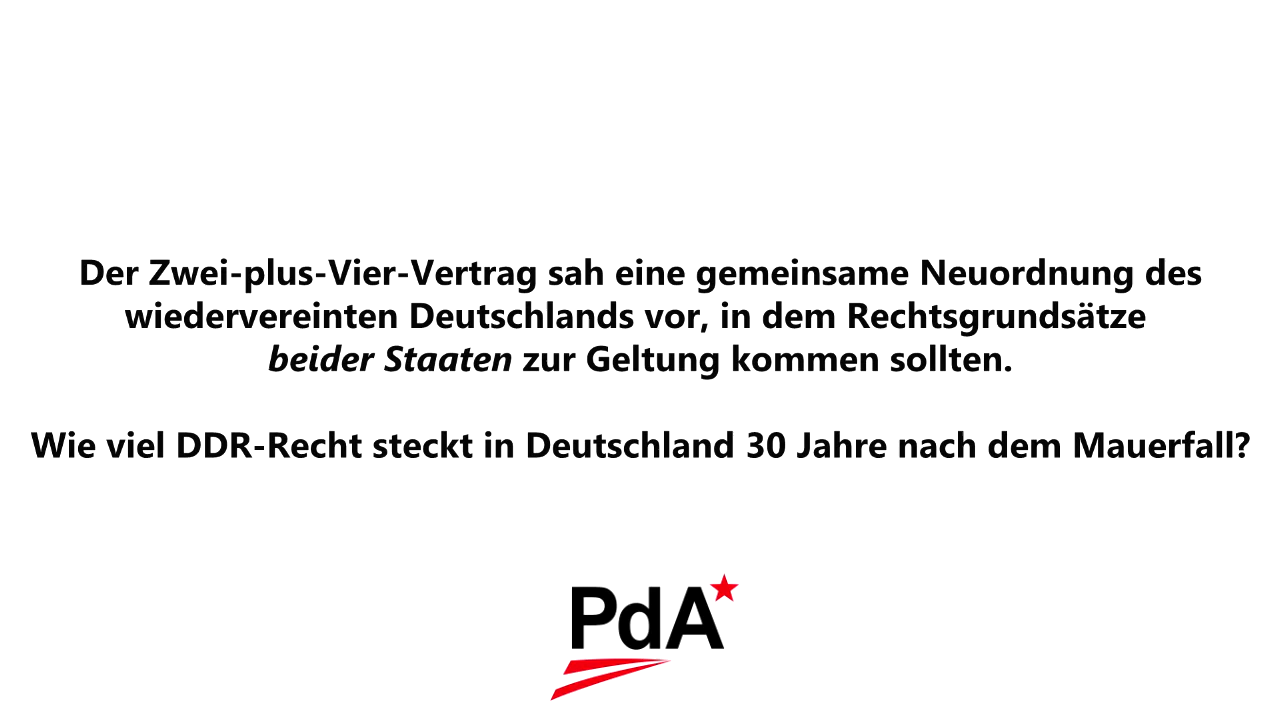 Der Zwei-plus-Vier-Vertrag sah eine gemeinsame Neuordnung des
wiedervereinten Deutschlands vor, in dem Rechtsgrundsätze
beider Staaten zur Geltung kommen sollten.
Wie viel DDR-Recht steckt in Deutschland 30 Jahre nach dem Mauerfall?
PdA